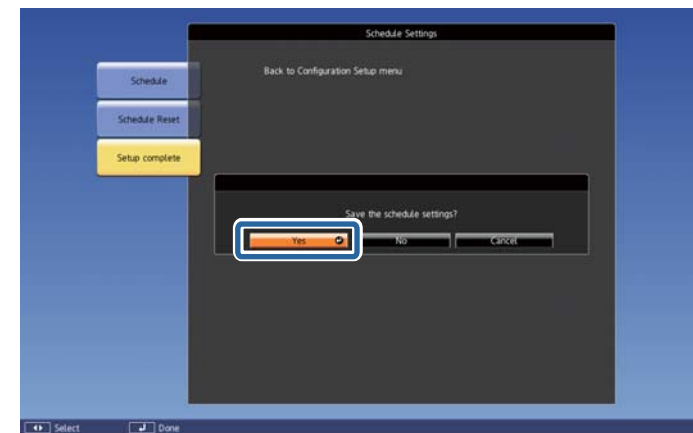 Schedule Settings
Schedule
Back to Configuration Setup menu
Schedule Reset
Setup complete
Save the schedule settings?
Yes No Cancel
Select Done